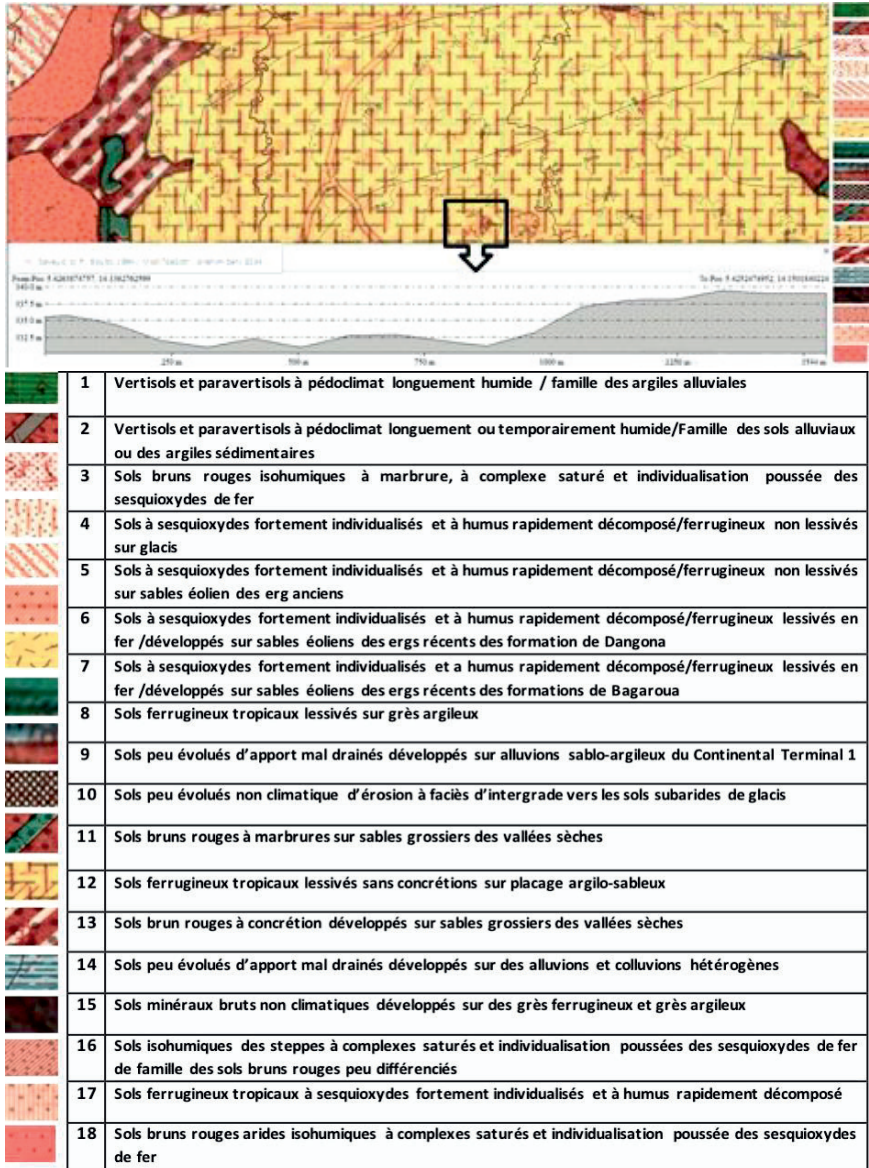 840.0 m
837.5 m
835.0 m
832.5 m
250 m 500 m 750 m 1000 m 1250 m 1544 m
1 Vertisols et paravertisols à pédoclimat longuement humide / famille des argiles alluviales
2 Vertisols et paravertisols à pédoclimat longuement ou temporairement humide/Famille des sols alluviaux
ou des argiles sédimentaires
3 Sols bruns rouges isohumiques à marbrure, à complexe saturé et individualisation poussée des
sesquioxydes de fer
4 Sols à sesquioxydes fortement individualisés et à humus rapidement décomposé/ferrugineux non lessivés
sur glacis
5 Sols à sesquioxydes fortement individualisés et à humus rapidement décomposé/ferrugineux non lessivés
sur sables éolien des erg anciens
6 Sols à sesquioxydes fortement individualisés et à humus rapidement décomposé/ferrugineux lessivés en
fer /développés sur sables éoliens des ergs récents des formation de Dangona
7 Sols à sesquioxydes fortement individualisés et a humus rapidement décomposé/ferrugineux lessivés en
fer /développés sur sables éoliens des ergs récents des formations de Bagaroua
8 Sols ferrugineux tropicaux lessivés sur grès argileux
9 Sols peu évolués d'apport mal drainés développés sur alluvions sablo-argileux du Continental Terminal 1
10 Sols peu évolués non climatique d'érosion à faciès d'intergrade vers les sols subarides de glacis
11 Sols bruns rouges à marbrures sur sables grossiers des vallées sèches
12 Sols ferrugineux tropicaux lessivés sans concrétions sur placage argilo-sableux
13 Sols brun rouges à concrétion développés sur sables grossiers des vallées sèches
14 Sols peu évolués d'apport mal drainés développés sur des alluvions et colluvions hétérogènes
15 Sols minéraux bruts non climatiques développés sur des grès ferrugineux et grès argileux
16 Sols isohumiques des steppes à complexes saturés et individualisation poussées des sesquioxydes de fer
de famille des sols bruns rouges peu différenciés
17 Sols ferrugineux tropicaux à sesquioxydes fortement individualisés et à humus rapidement décomposé
18 Sols bruns rouges arides isohumiques à complexes saturés et individualisation poussée des sesquioxydes
de fer